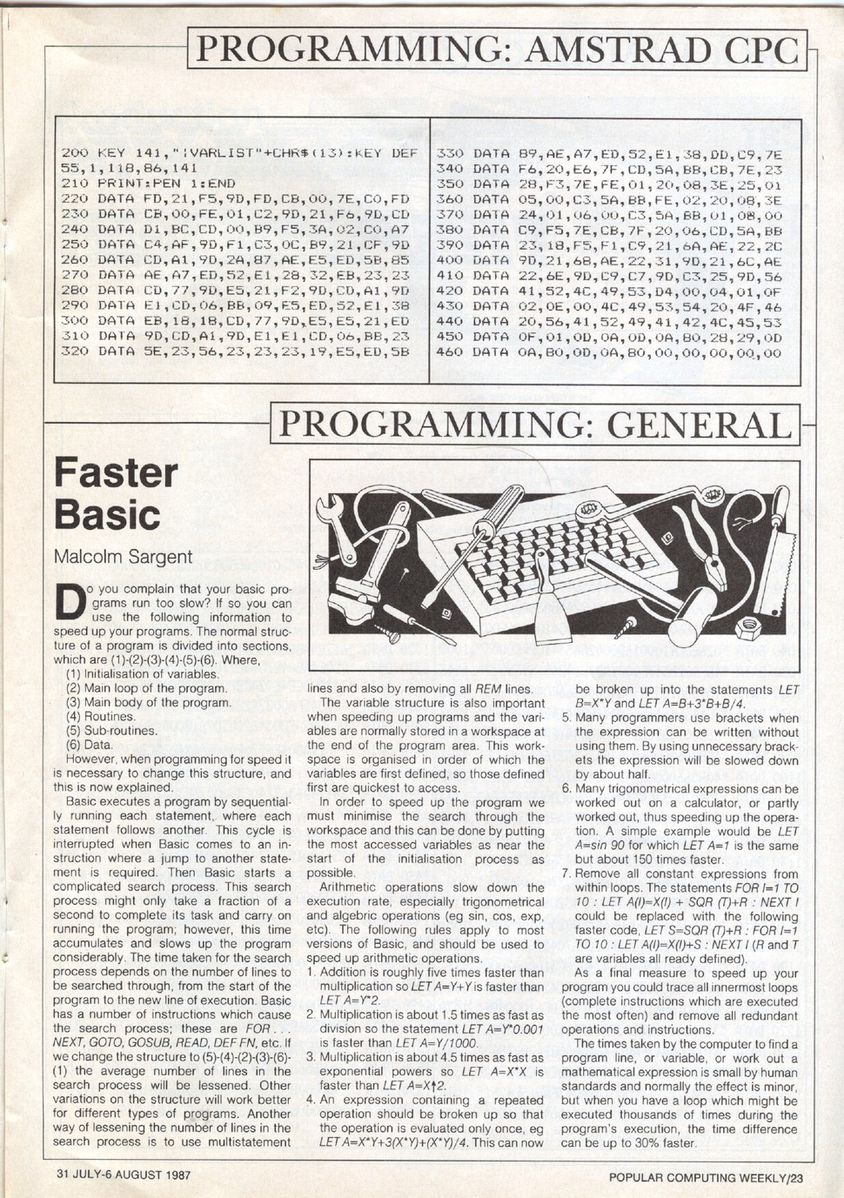 PROGRAMMING: AMSTRAD CPC
200 KEY 141,"¦VARLIST"+CHR$(13):KEY DEF
55,1,118,86,141
210 PRINT:PEN 1:END
220 DATA FD,21,F5,9D,FD,CB,00,7E,C0,FD
230 DATA CB,00,FE,01,C2,9D,21,F6,9D,CD
240 DATA D1,BC,CD,00,B9,F5,3A,02,C0,A7
250 DATA C4,AF,9D,F1,C3,0C,B9,21,CF,9D
260 DATA CD,A1,9D,2A,87,AE,E5,ED,5B,85
270 DATA AE,A7,ED,52,E1,28,32,EB,23,23
280 DATA CD,77,9D,E5,21,F2,9D,CD,A1,9D
290 DATA E1,CD,06,BB,09,E5,ED,52,E1,38
300 DATA EB,18,1B,CD,77,9D,E5,E5,21,ED
310 DATA 9D,CD,A1,9D,E1,E1,CD,06,BB,23
320 DATA 5E,23,56,23,23,23,19,E5,ED,5B
330 DATA 89,AE,A7,ED,52,E1,38,DD,C9,7E
340 DATA F6,20,E6,7F,CD,5A,BB,CB,7E,23
350 DATA 28,F3,7E,FE,01,20,08,3E,25,01
360 DATA 05,00,C3,5A,BB,FE,02,20,08,3E
370 DATA 24,01,06,00,C3,5A,BB,01,08,00
380 DATA C9,F5,7E,CB,7F,20,06,CD,5A,BB
390 DATA 23,18,F5,F1,C9,21,6A,AE,22,2C
400 DATA 9D,21,68,AE,22,31,9D,21,6C,AE
410 DATA 22,6E,9D,C9,C7,9D,C3,25,9D,56
420 DATA 41,52,4C,49,53,D4,00,04,01,0F
430 DATA 02,0E,00,4C,49,53,54,20,4F,46
440 DATA 20,56,41,52,49,41,42,4C,45,53
450 DATA 0F,01,0D,0A,0D,0A,80,28,29,0D
460 DATA 0A,B0,0D,0A,80,00,00,00,00,00
PROGRAMMING: GENERAL
Faster
Basic
Malcolm Sargent
Do you complain that your basic pro-
grams run too slow? If so you can
use the following information to
speed up your programs. The normal struc-
ture of a program is divided into sections,
which are (1)-(2)-(3)-(4)-(5)-(6). Where,
(1) Initialisation of variables.
(2) Main loop of the program.
(3) Main body of the program.
(4) Routines.
(5) Sub-routines.
(6) Data.
However, when programming for speed it
is necessary to change this structure, and
this is now explained.
Basic executes a program by sequential-
ly running each statement, where each
statement follows another. This cycle is
interrupted when Basic comes to an in-
struction where a jump to another state-
ment is required. Then Basic starts a
complicated search process. This search
process might only take a fraction of a
second to complete its task and carry on
running the program; however, this time
accumulates and slows up the program
considerably. The time taken for the search
process depends on the number of lines to
be searched through, from the start of the
program to the new line of execution. Basic
has a number of instructions which cause
the search process; these are FOR . . .
NEXT, GOTO, GOSUB, READ, DEF FN, etc. If
we change the structure to (5)-(4)-(2)-(3)-(6)-
(1) the average number of lines in the
search process will be lessened. Other
variations on the structure will work better
for different types of programs. Another
way of lessening the number of lines in the
search process is to use multistatement
lines and also by removing all REM lines.
The variable structure is also important
when speeding up programs and the vari-
ables are normally stored in a workspace at
the end of the program area. This work-
space is organised in order of which the
variables are first defined, so those defined
first are quickest to access.
In order to speed up the program we
must minimise the search through the
workspace and this can be done by putting
the most accessed variables as near the
start of the initialisation process as
possible.
Arithmetic operations slow down the
execution rate, especially trigonometrical
and algebric operations (eg sin, cos, exp,
etc). The following rules apply to most
versions of Basic, and should be used to
speed up arithmetic operations.
1. Addition is roughly five times faster than
multiplication so LET A=Y+Y is faster than
LET A=Y*2.
2. Multiplication is about 1.5 times as fast as
division so the statement LET A=Y*0.001
is faster than LET A=Y/1000.
3. Multiplication is about 4.5 times as fast as
exponential powers so LET A=X*X is
faster than LET A=X↑2.
4. An expression containing a repeated
operation should be broken up so that
the operation is evaluated only once, eg
LET A=X*Y+3(X*Y)+(X*Y)/4. This can now
be broken up into the statements LET
B=X*Y and LET A=B+3*B+B/4.
5. Many programmers use brackets when
the expression can be written without
using them. By using unnecessary brack-
ets the expression will be slowed down
by about half.
6. Many trigonometrical expressions can be
worked out on a calculator, or partly
worked out, thus speeding up the opera-
tion. A simple example would be LET
A=sin 90 for which LET A=1 is the same
but about 150 times faster.
7. Remove all constant expressions from
within loops. The statements FOR I=1 TO
10 : LET A(I)=X(I) + SQR (T)+R : NEXT I
could be replaced with the following
faster code, LET S=SQR (T)+R : FOR I=1
TO 10 : LET A(I)=X(I)+S : NEXT I (R and T
are variables all ready defined).
As a final measure to speed up your
program you could trace all innermost loops
(complete instructions which are executed
the most often) and remove all redundant
operations and instructions.
The times taken by the computer to find a
program line, or variable, or work out a
mathematical expression is small by human
standards and normally the effect is minor,
but when you have a loop which might be
executed thousands of times during the
program's execution, the time difference
can be up to 30% faster.
31 JULY-6 AUGUST 1987
POPULAR COMPUTING WEEKLY/23